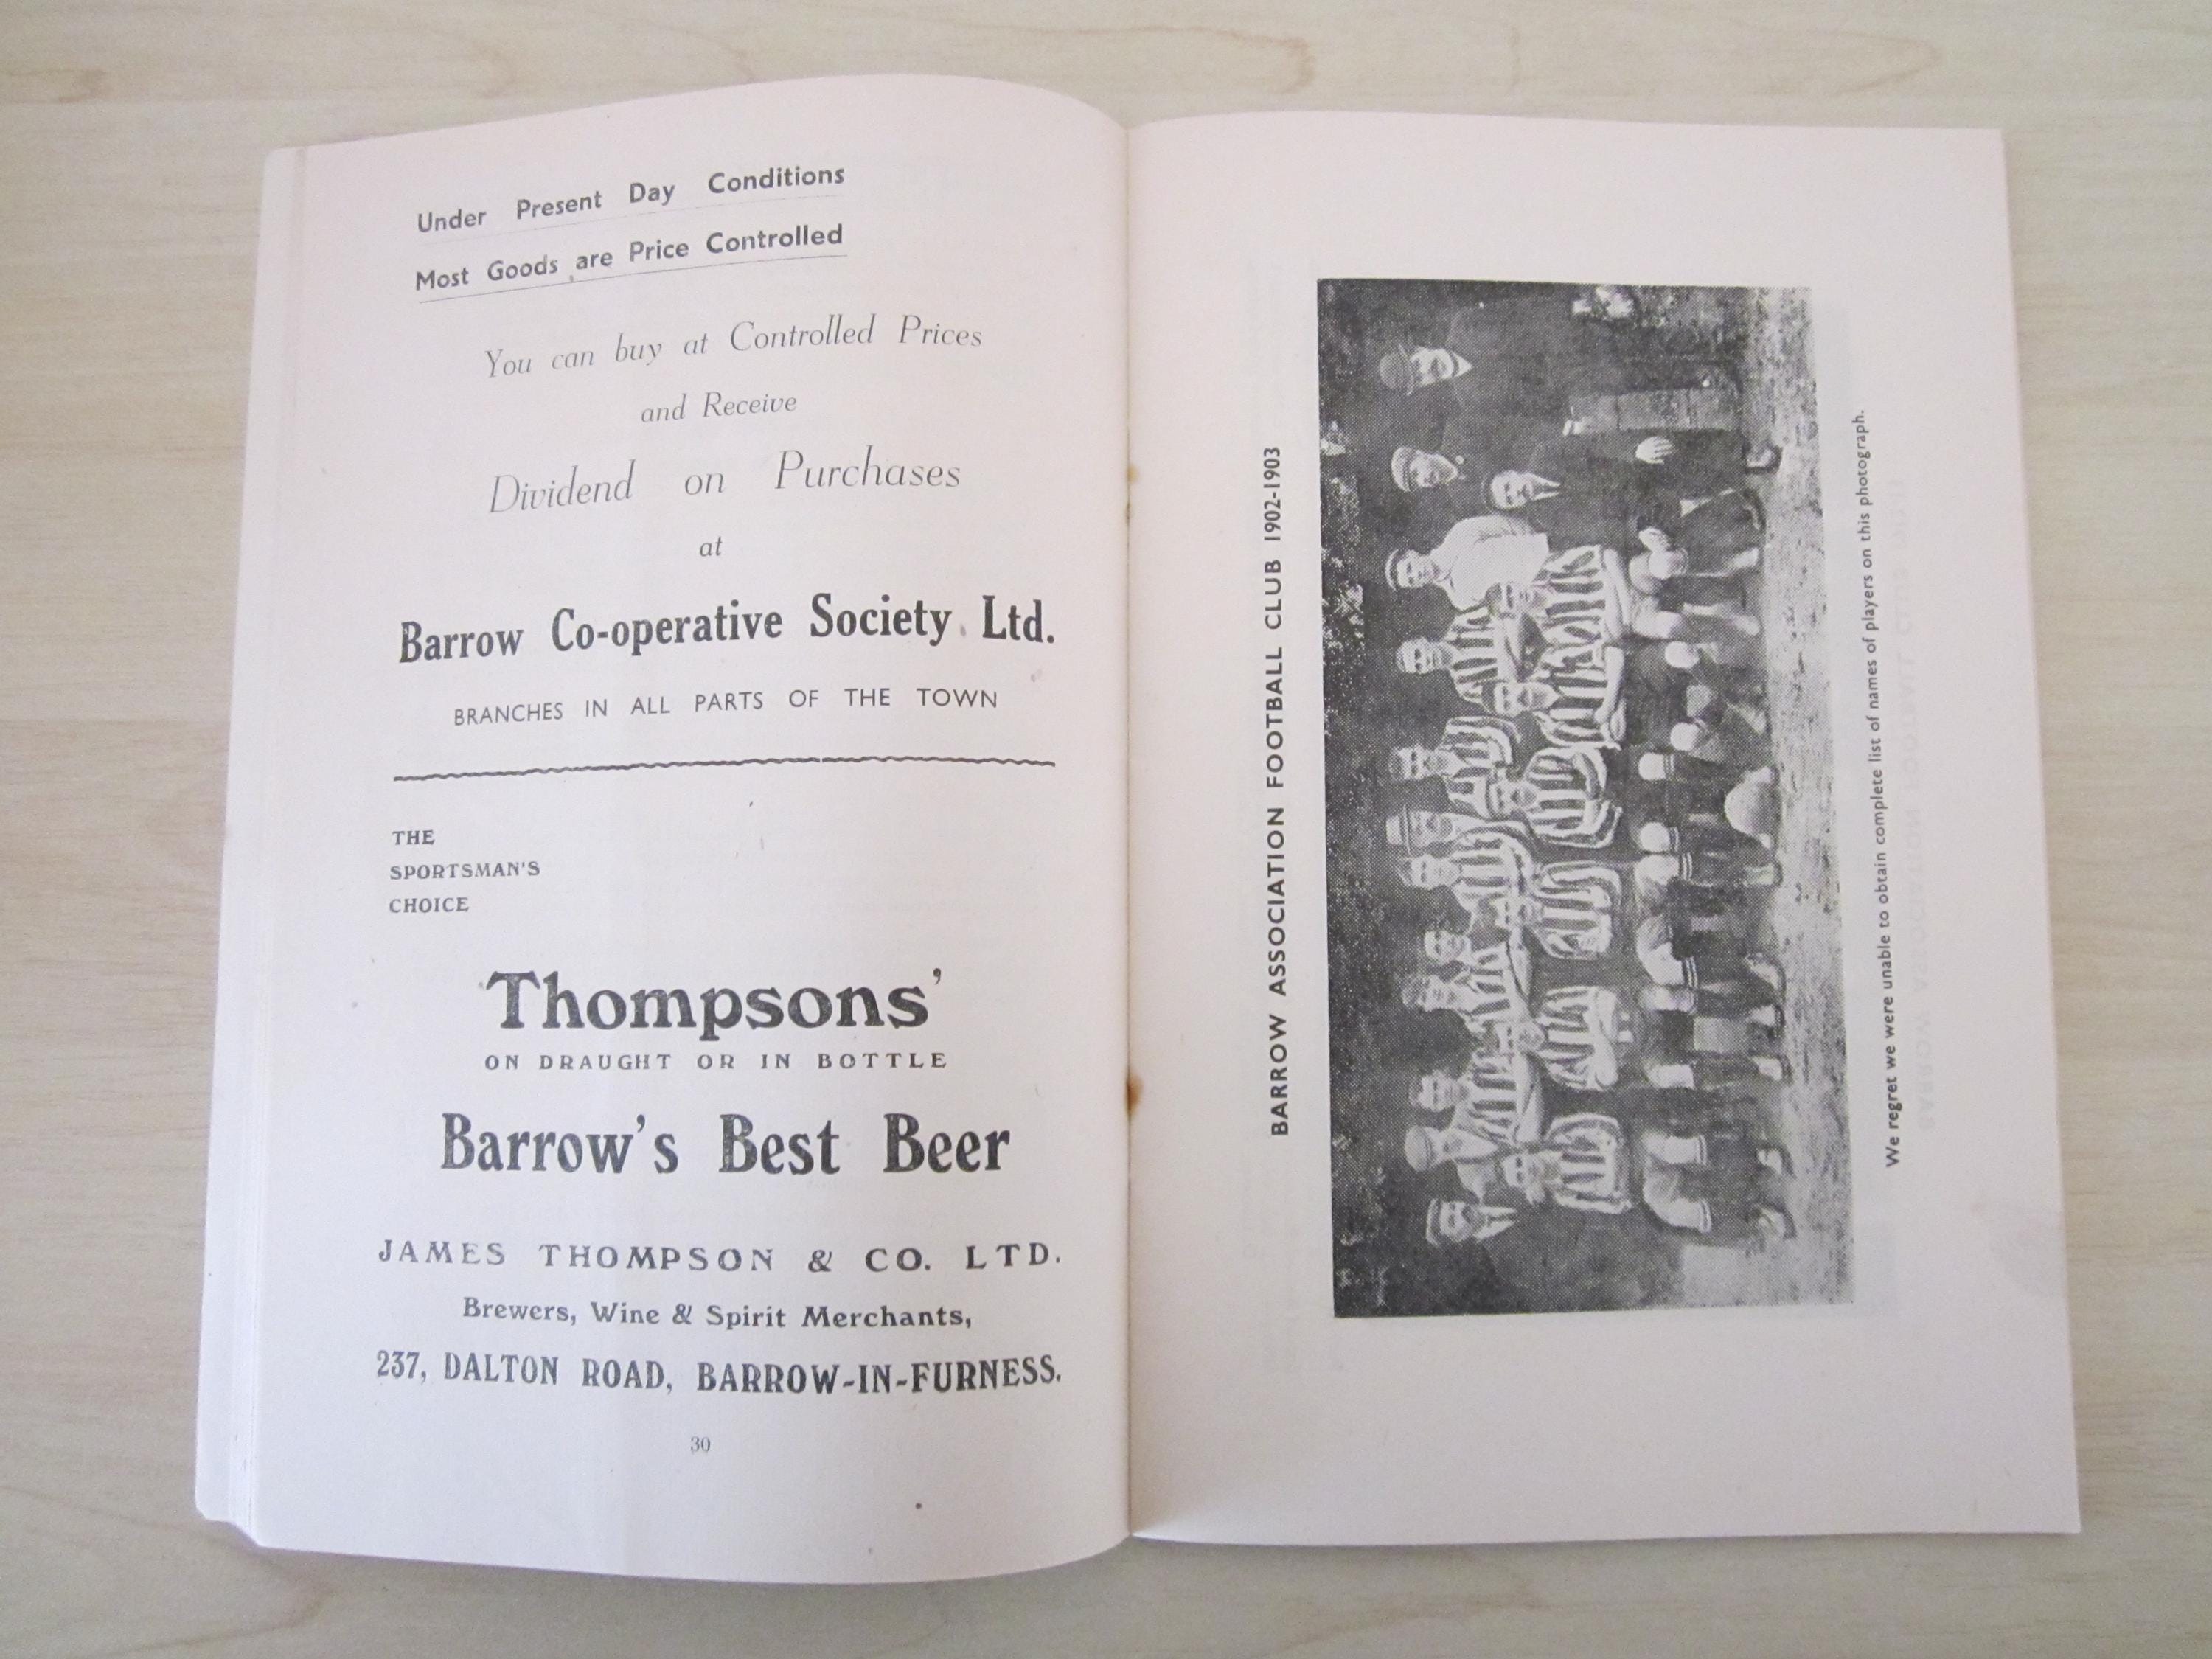 Under Present Day Conditions
Most Goods are Price Controlled
You can buy at Controlled Prices
and Receive
Dividend on Purchases
at
Barrow Co-operative Society Ltd.
BRANCHES IN ALL PARTS OF THE TOWN
THE
SPORTSMAN'S
CHOICE
Thompsons'
ON DRAUGHT OR IN BOTTLE
Barrow's Best Beer
JAMES THOMPSON & CO. LTD.
Brewers, Wine & Spirit Merchants,
237, DALTON ROAD, BARROW-IN-FURNESS.
30
BARROW ASSOCIATION FOOTBALL CLUB 1902-1903
We regret we were unable to obtain complete list of names of players on this photograph.